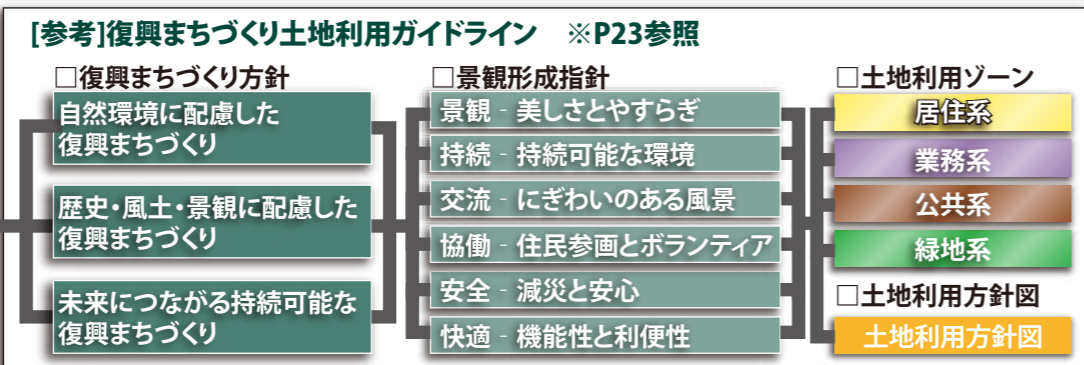 [参考]復興まちづくり土地利用ガイドライン　※P23参照
□復興まちづくり方針
自然環境に配慮した
復興まちづくり
歴史・風土・景観に配慮した
復興まちづくり
未来につながる持続可能な
復興まちづくり
□景観形成指針
景観 - 美しさとやすらぎ
持続 - 持続可能な環境
交流 - にぎわいのある風景
協働 - 住民参画とボランティア
安全 - 減災と安心
快適 - 機能性と利便性
□土地利用ゾーン
居住系
業務系
公共系
緑地系
□土地利用方針図
土地利用方針図